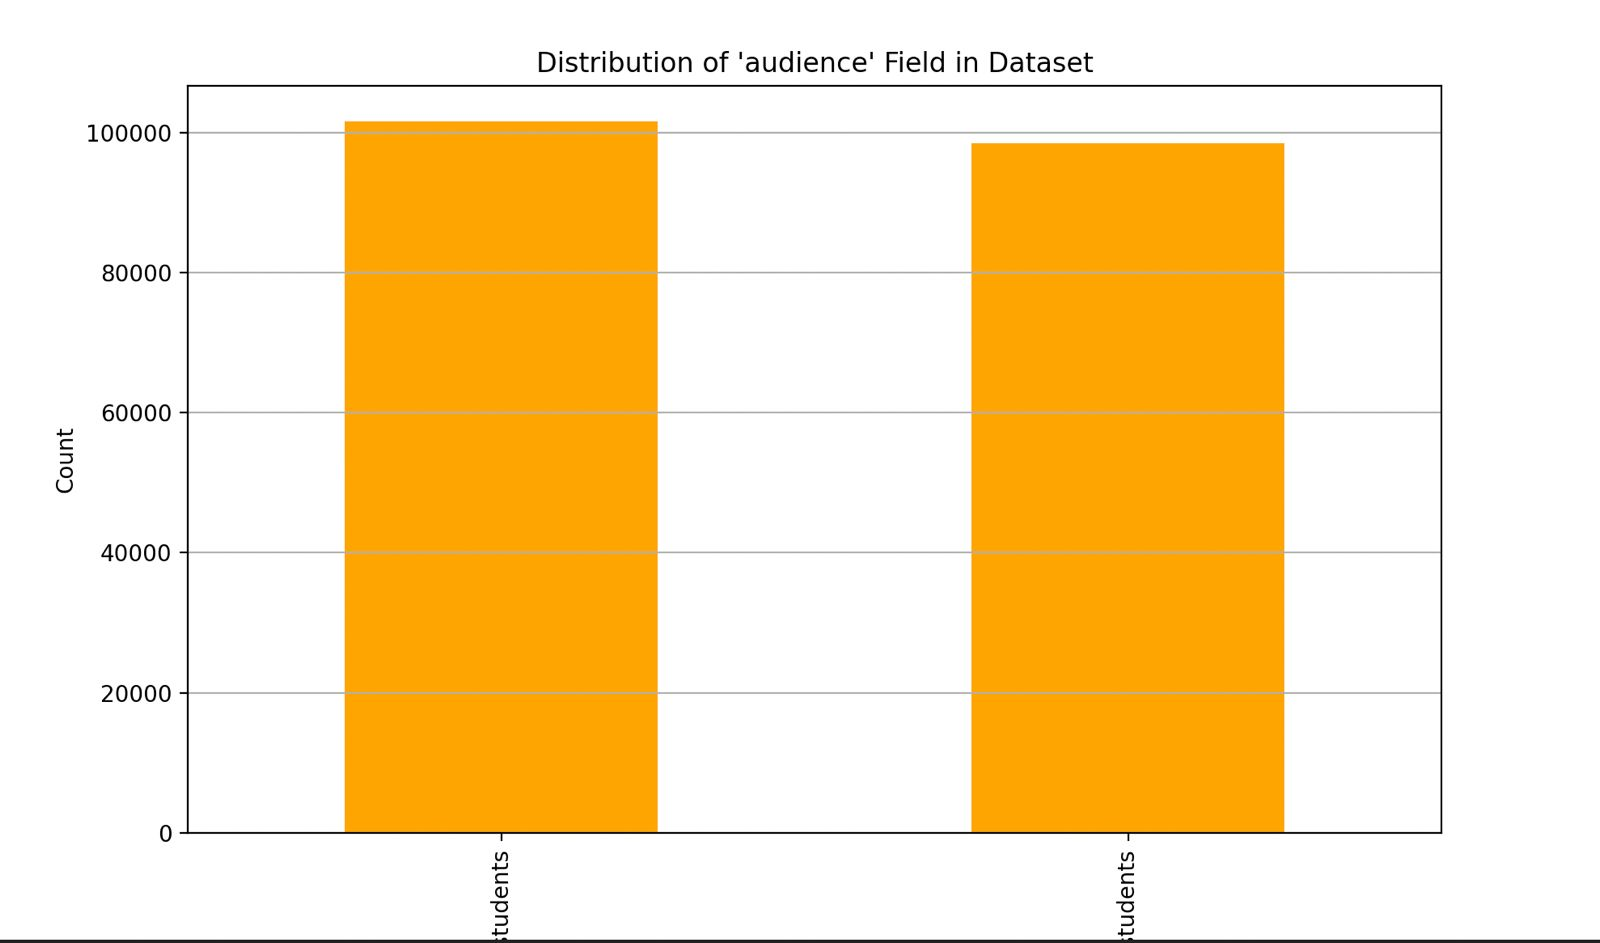 Distribution of 'audience' Field in Dataset
100000
80000
60000
40000
20000
0
Count
students
students